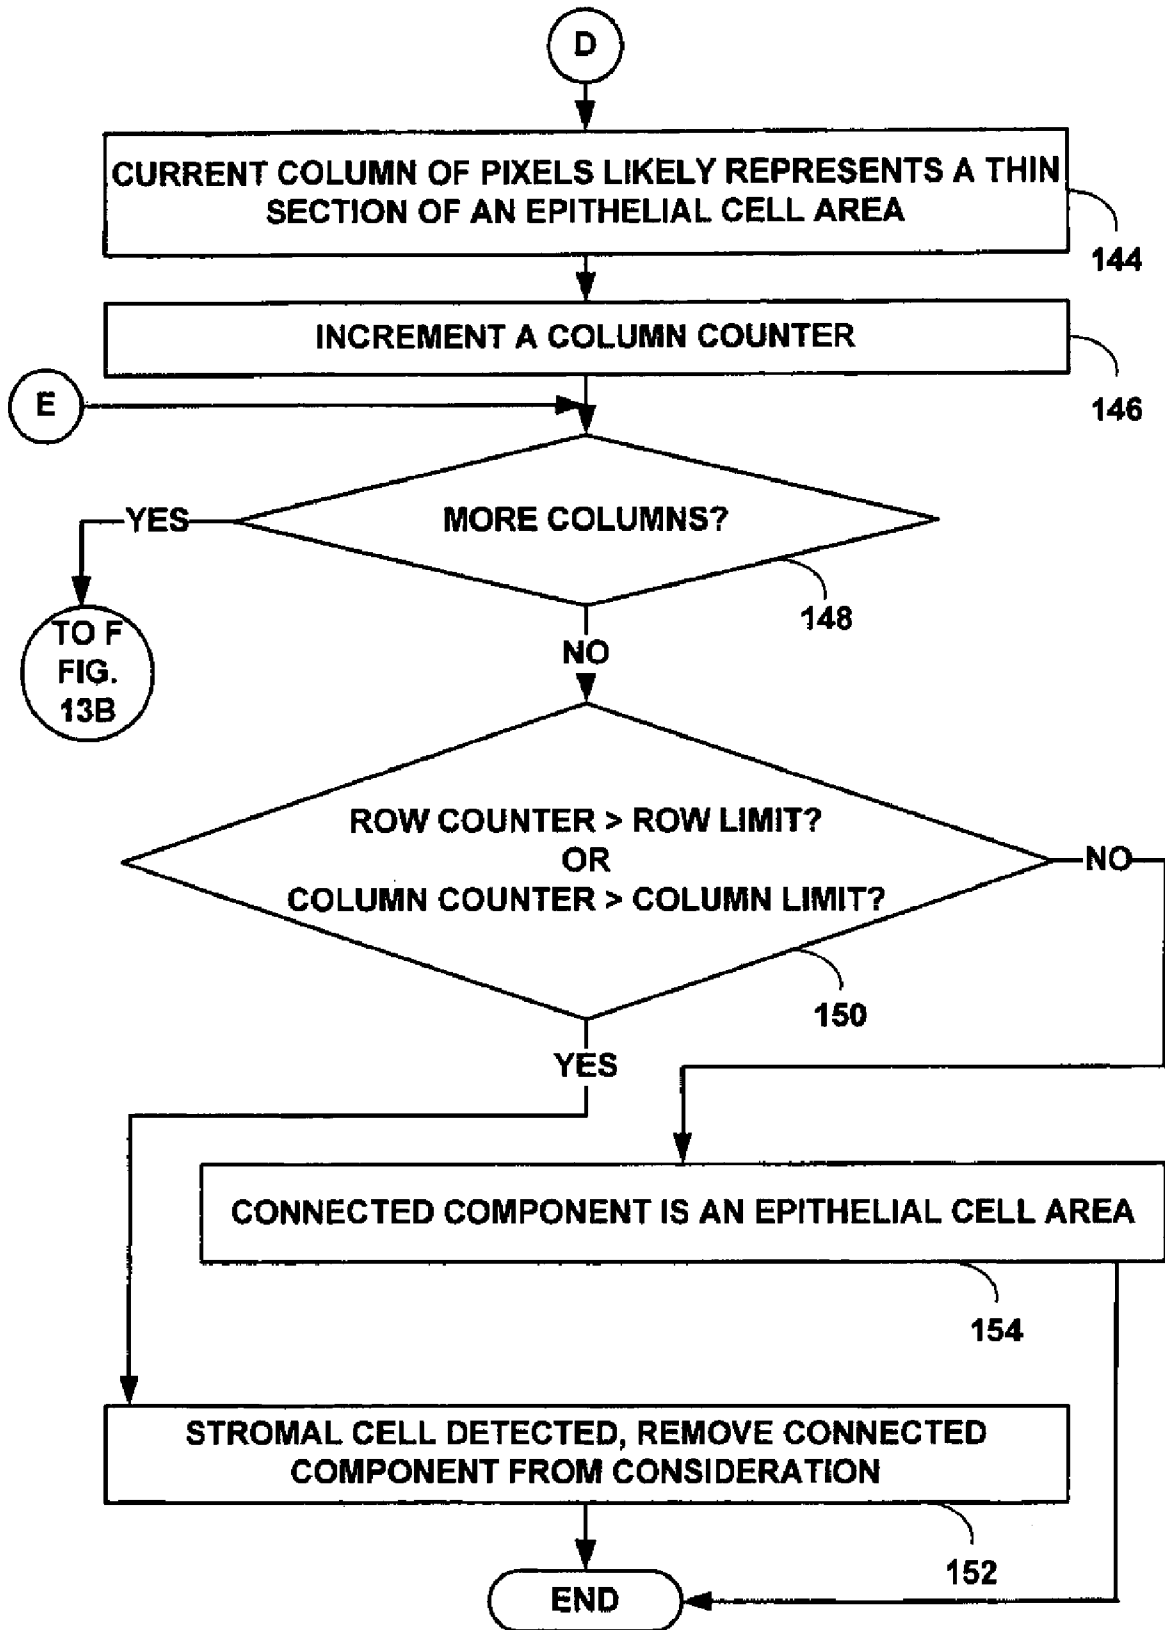 D
CURRENT COLUMN OF PIXELS LIKELY REPRESENTS A THIN
SECTION OF AN EPITHELIAL CELL AREA
144
INCREMENT A COLUMN COUNTER
146
E
MORE COLUMNS?
YES
148
TO F
FIG.
13B
NO
ROW COUNTER > ROW LIMIT?
OR
COLUMN COUNTER > COLUMN LIMIT?
NO
150
YES
CONNECTED COMPONENT IS AN EPITHELIAL CELL AREA
154
STROMAL CELL DETECTED, REMOVE CONNECTED
COMPONENT FROM CONSIDERATION
152
END